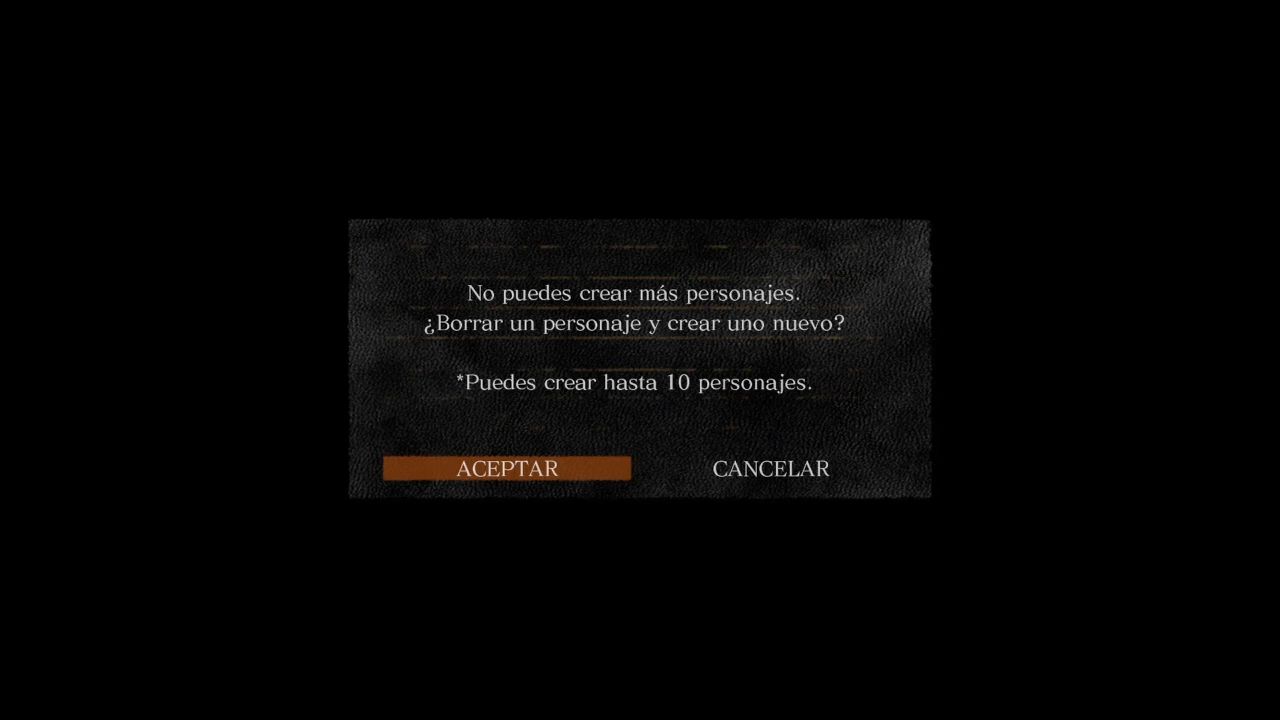 No puedes crear más personajes.
¿Borrar un personaje y crear uno nuevo?
*Puedes crear hasta 10 personajes.
ACEPTAR CANCELAR